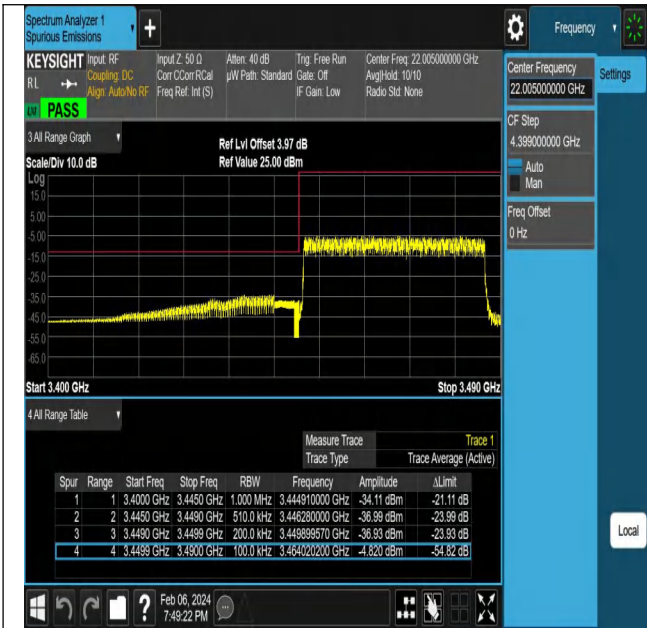 Spectrum Analyzer 1
Spurious Emissions
Frequency
KEYSIGHT Input: RF Input Z: 50 Ω Atten: 40 dB Trig: Free Run Center Freq: 22.005000000 GHz
RL Coupling: DC Corr CCorr RCal µW Path: Standard Gate: Off Avg|Hold: 10/10
Align: Auto/No RF Freq Ref: Int (S) IF Gain: Low Radio Std: None
LXI PASS
Center Frequency
22.005000000 GHz
Settings
CF Step
4.399000000 GHz
Auto
Man
Freq Offset
0 Hz
3 All Range Graph
Ref Lvl Offset 3.97 dB
Scale/Div 10.0 dB Ref Value 25.00 dBm
Log
15.0
5.00
-5.00
-15.0
-25.0
-35.0
-45.0
-55.0
-65.0
Start 3.400 GHz Stop 3.490 GHz
4 All Range Table
Measure Trace Trace 1
Trace Type Trace Average (Active)
Spur Range Start Freq Stop Freq RBW Frequency Amplitude ΔLimit
1 1 3.4000 GHz 3.4450 GHz 1.000 MHz 3.444910000 GHz -34.11 dBm -21.11 dB
2 2 3.4450 GHz 3.4490 GHz 510.0 kHz 3.446280000 GHz -36.99 dBm -23.99 dB
3 3 3.4490 GHz 3.4499 GHz 200.0 kHz 3.449899570 GHz -36.93 dBm -23.93 dB
4 4 3.4499 GHz 3.4900 GHz 100.0 kHz 3.464020200 GHz -4.820 dBm -54.82 dB
Local
Feb 06, 2024
7:49:22 PM